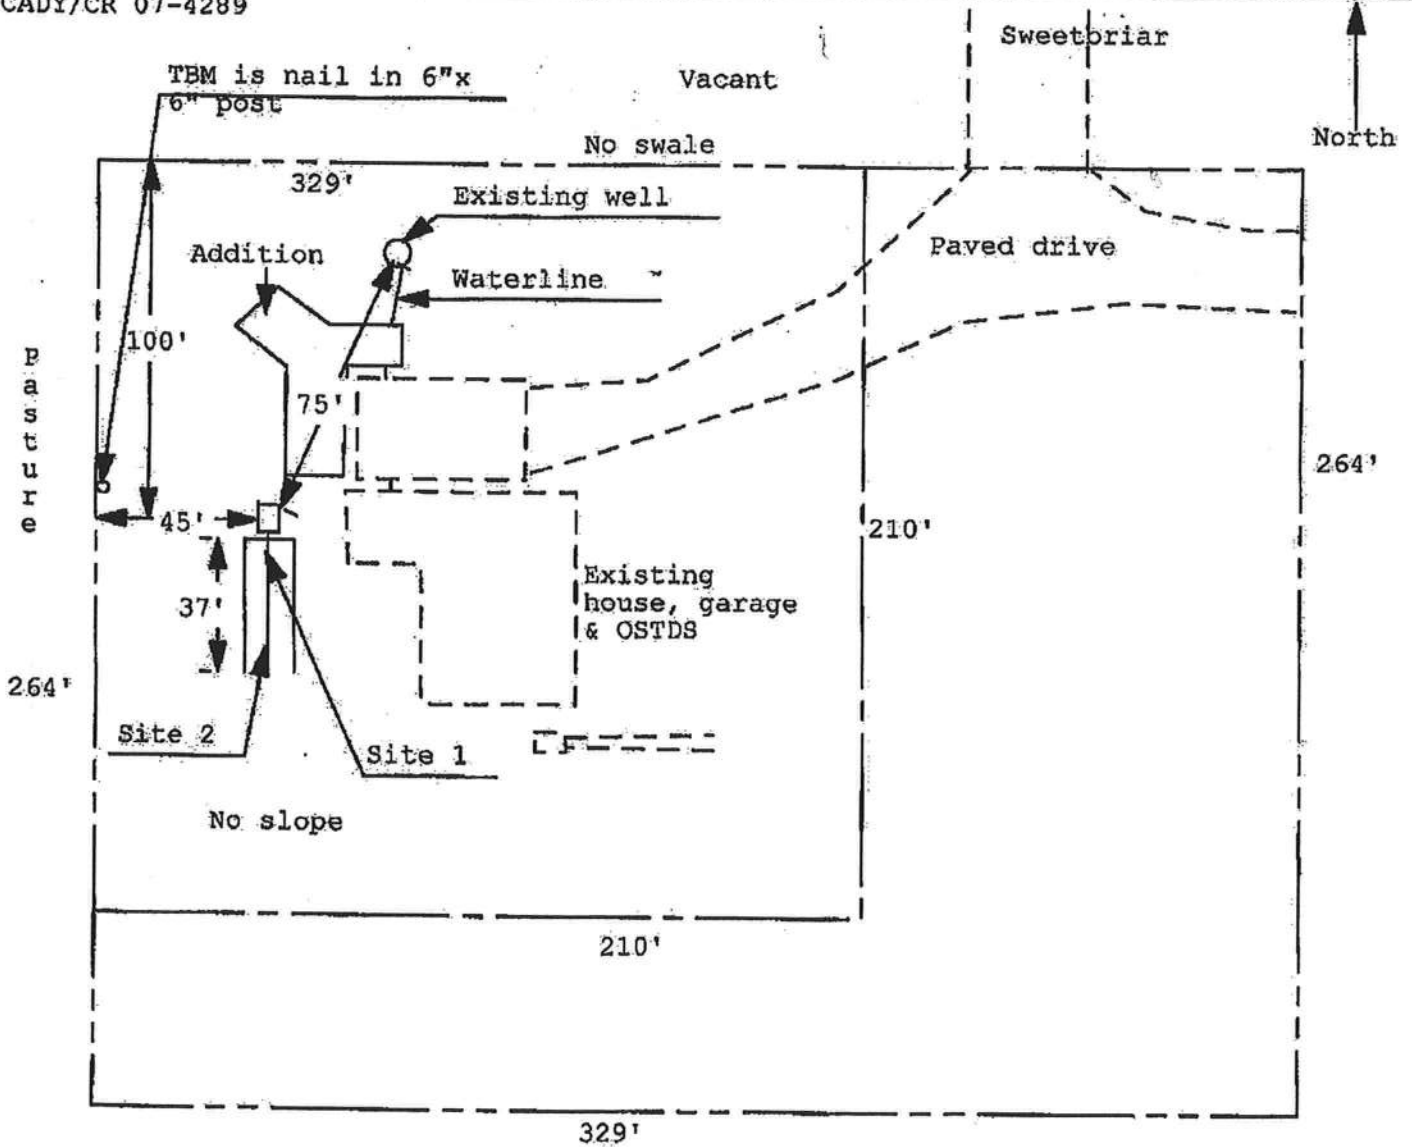 CADY/CR 07-4289
Sweetbriar
TBM is nail in 6"x
6" post
Vacant
North
No swale
329'
Existing well
Addition
Paved drive
Waterline
100'
Pasture
75'
264'
45'
210'
Existing
house, garage
& OSTDS
37'
264'
Site 2
Site 1
No slope
210'
329'